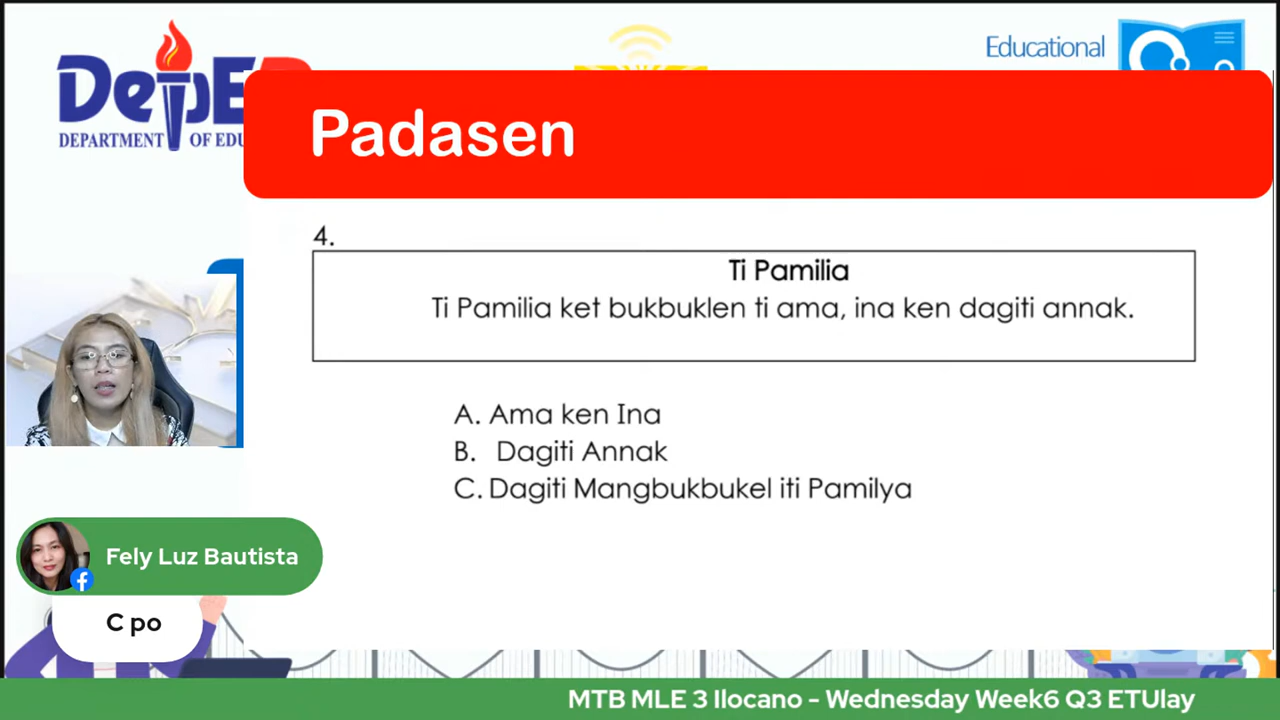 DepED
DEPARTMENT OF EDU
Educational
Padasen
4.
Ti Pamilia
Ti Pamilia ket bukbuklen ti ama, ina ken dagiti annak.
A. Ama ken Ina
B. Dagiti Annak
C. Dagiti Mangbukbukel iti Pamilya
Fely Luz Bautista
C po
MTB MLE 3 Ilocano - Wednesday Week6 Q3 ETUlay